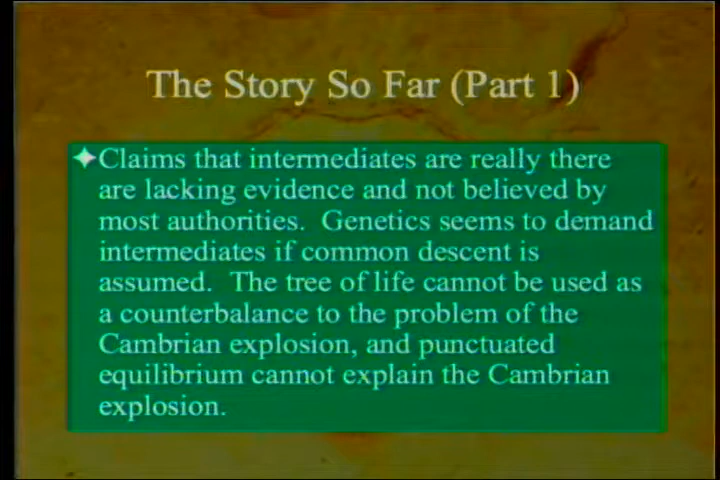 The Story So Far (Part 1)
Claims that intermediates are really there
are lacking evidence and not believed by
most authorities.  Genetics seems to demand
intermediates if common descent is
assumed.  The tree of life cannot be used as
a counterbalance to the problem of the
Cambrian explosion, and punctuated
equilibrium cannot explain the Cambrian
explosion.